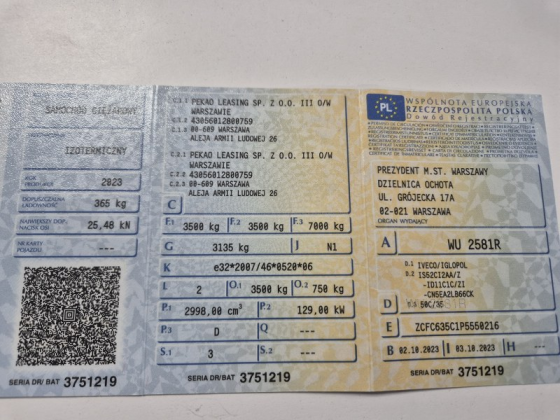 SAMOCHÓD CIĘŻAROWY
IZOTERMICZNY
ROK PRODUKCJI 2023
DOPUSZCZALNA ŁADOWNOŚĆ 365 kg
NAJWIĘKSZY DOP. NACISK OSI 25,48 kN
NR KARTY POJAZDU ---
SERIA DR/BAT 3751219
C.1.1 PEKAO LEASING SP. Z O.O. III O/W
WARSZAWIE
C.1.2 43056012800759
C.1.3 00-609 WARSZAWA
ALEJA ARMII LUDOWEJ 26
C.2.1 PEKAO LEASING SP. Z O.O. III O/W
WARSZAWIE
C.2.2 43056012800759
C.2.3 00-609 WARSZAWA
ALEJA ARMII LUDOWEJ 26
C
F.1 3500 kg F.2 3500 kg F.3 7000 kg
G 3135 kg J N1
K e32*2007/46*0520*06
L 2 O.1 3500 kg O.2 750 kg
P.1 2998,00 cm³ P.2 129,00 kW
P.3 D Q ---
S.1 3 S.2 ---
SERIA DR/BAT 3751219
PL
WSPÓLNOTA EUROPEJSKA
RZECZPOSPOLITA POLSKA
Dowód Rejestracyjny
PREZYDENT M.ST. WARSZAWY
DZIELNICA OCHOTA
UL. GRÓJECKA 17A
02-021 WARSZAWA
ORGAN WYDAJĄCY
A WU 2581R
D.1 IVECO/IGLOPOL
D.2 IS52CI2AA/Z
-ID11C1C/ZI
-CN5EA2LB66CK
D D.3 50C/35
E ZCFC635C1P5550216
B 02.10.2023 I 03.10.2023 H ---
SERIA DR/BAT 3751219